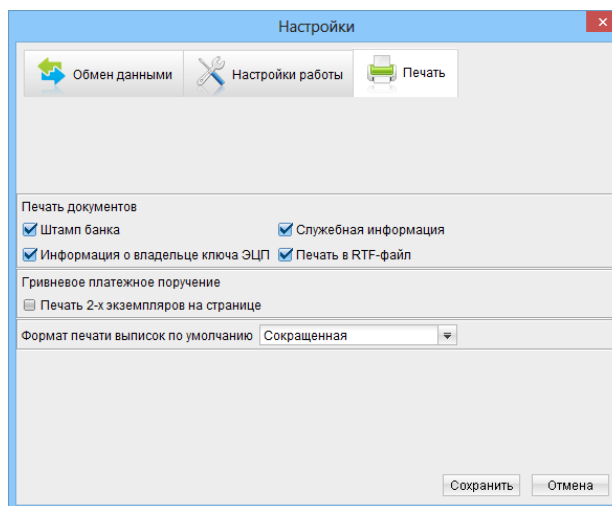 Настройки
Обмен данными Настройки работы Печать
Печать документов
Штамп банка Служебная информация
Информация о владельце ключа ЭЦП Печать в RTF-файл
Гривневое платежное поручение
Печать 2-х экземпляров на странице
Формат печати выписок по умолчанию Сокращенная
Сохранить Отмена